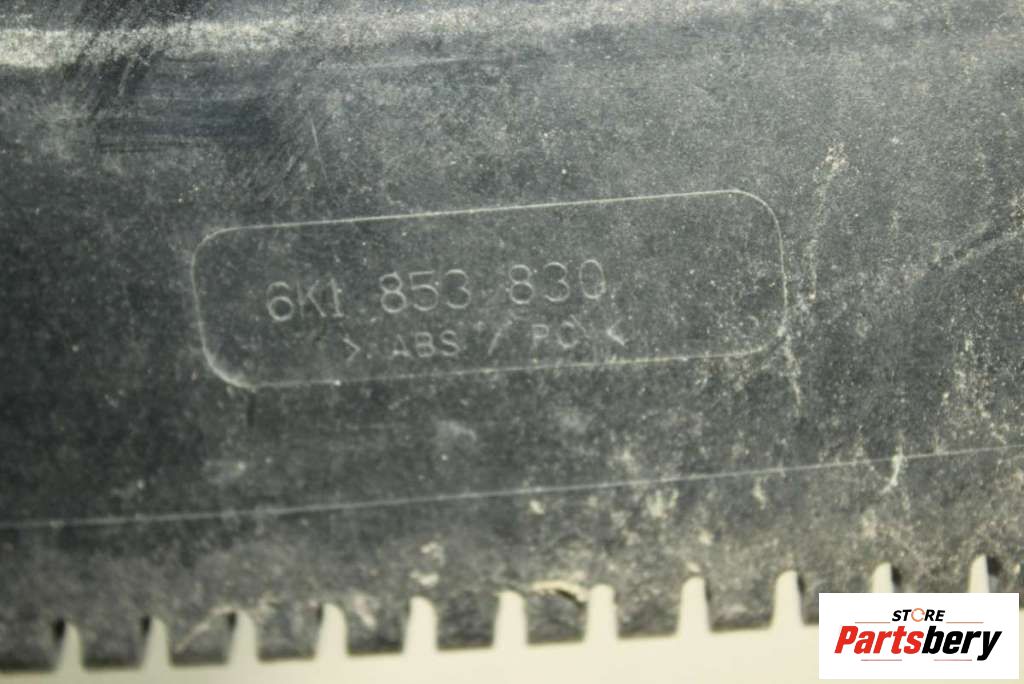 6K1 853 830
> ABS / PC <
STORE
Partsbery